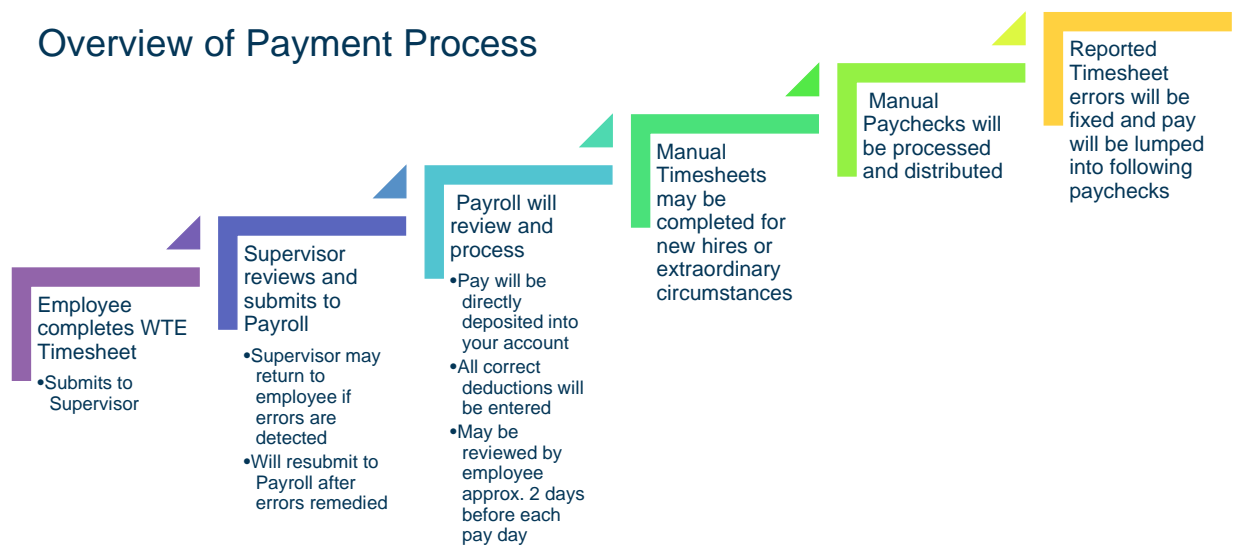 Overview of Payment Process
Employee
completes WTE
Timesheet
•Submits to
Supervisor
Supervisor
reviews and
submits to
Payroll
•Supervisor may
return to
employee if
errors are
detected
•Will resubmit to
Payroll after
errors remedied
Payroll will
review and
process
•Pay will be
directly
deposited into
your account
•All correct
deductions will
be entered
•May be
reviewed by
employee
approx. 2 days
before each
pay day
Manual
Timesheets
may be
completed for
new hires or
extraordinary
circumstances
Manual
Paychecks will
be processed
and distributed
Reported
Timesheet
errors will be
fixed and pay
will be lumped
into following
paychecks